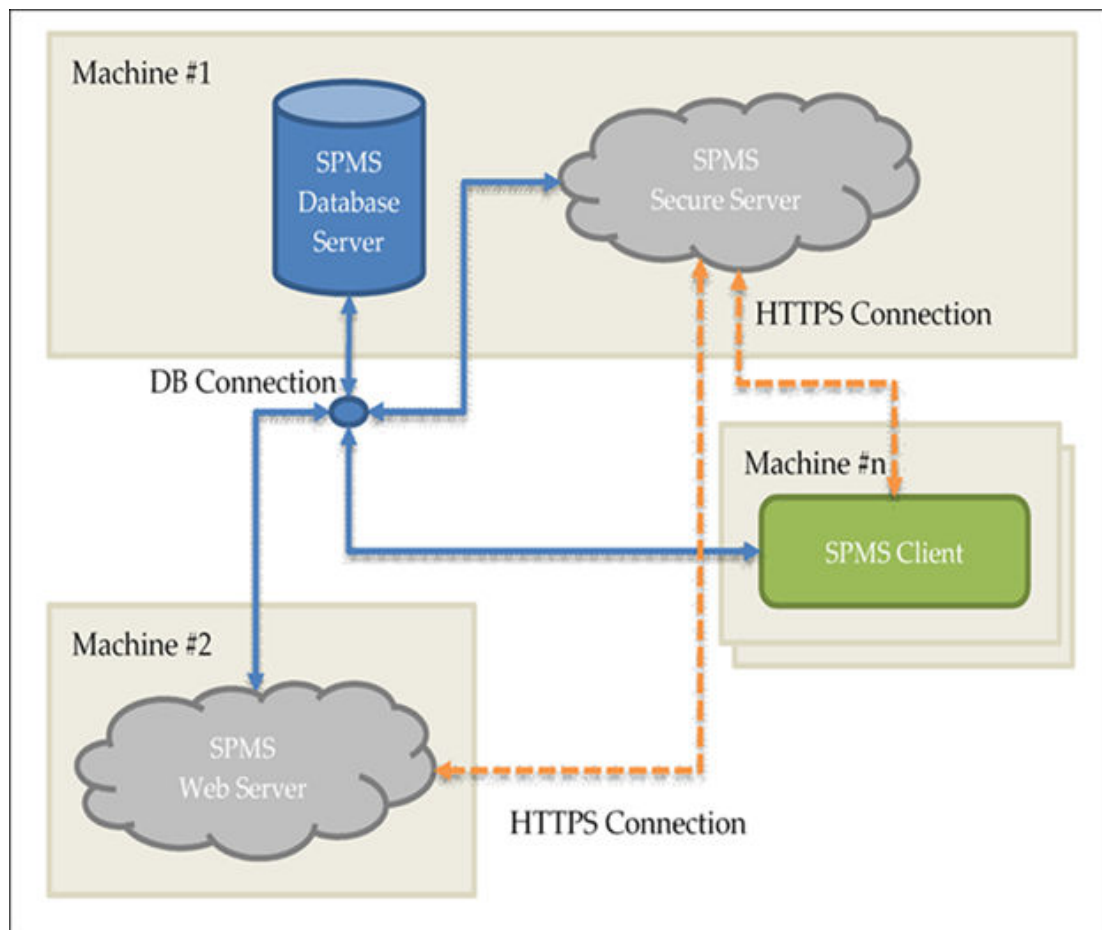 Machine #1
SPMS
Database
Server
SPMS
Secure Server
HTTPS Connection
DB Connection
Machine #n
SPMS Client
Machine #2
SPMS
Web Server
HTTPS Connection